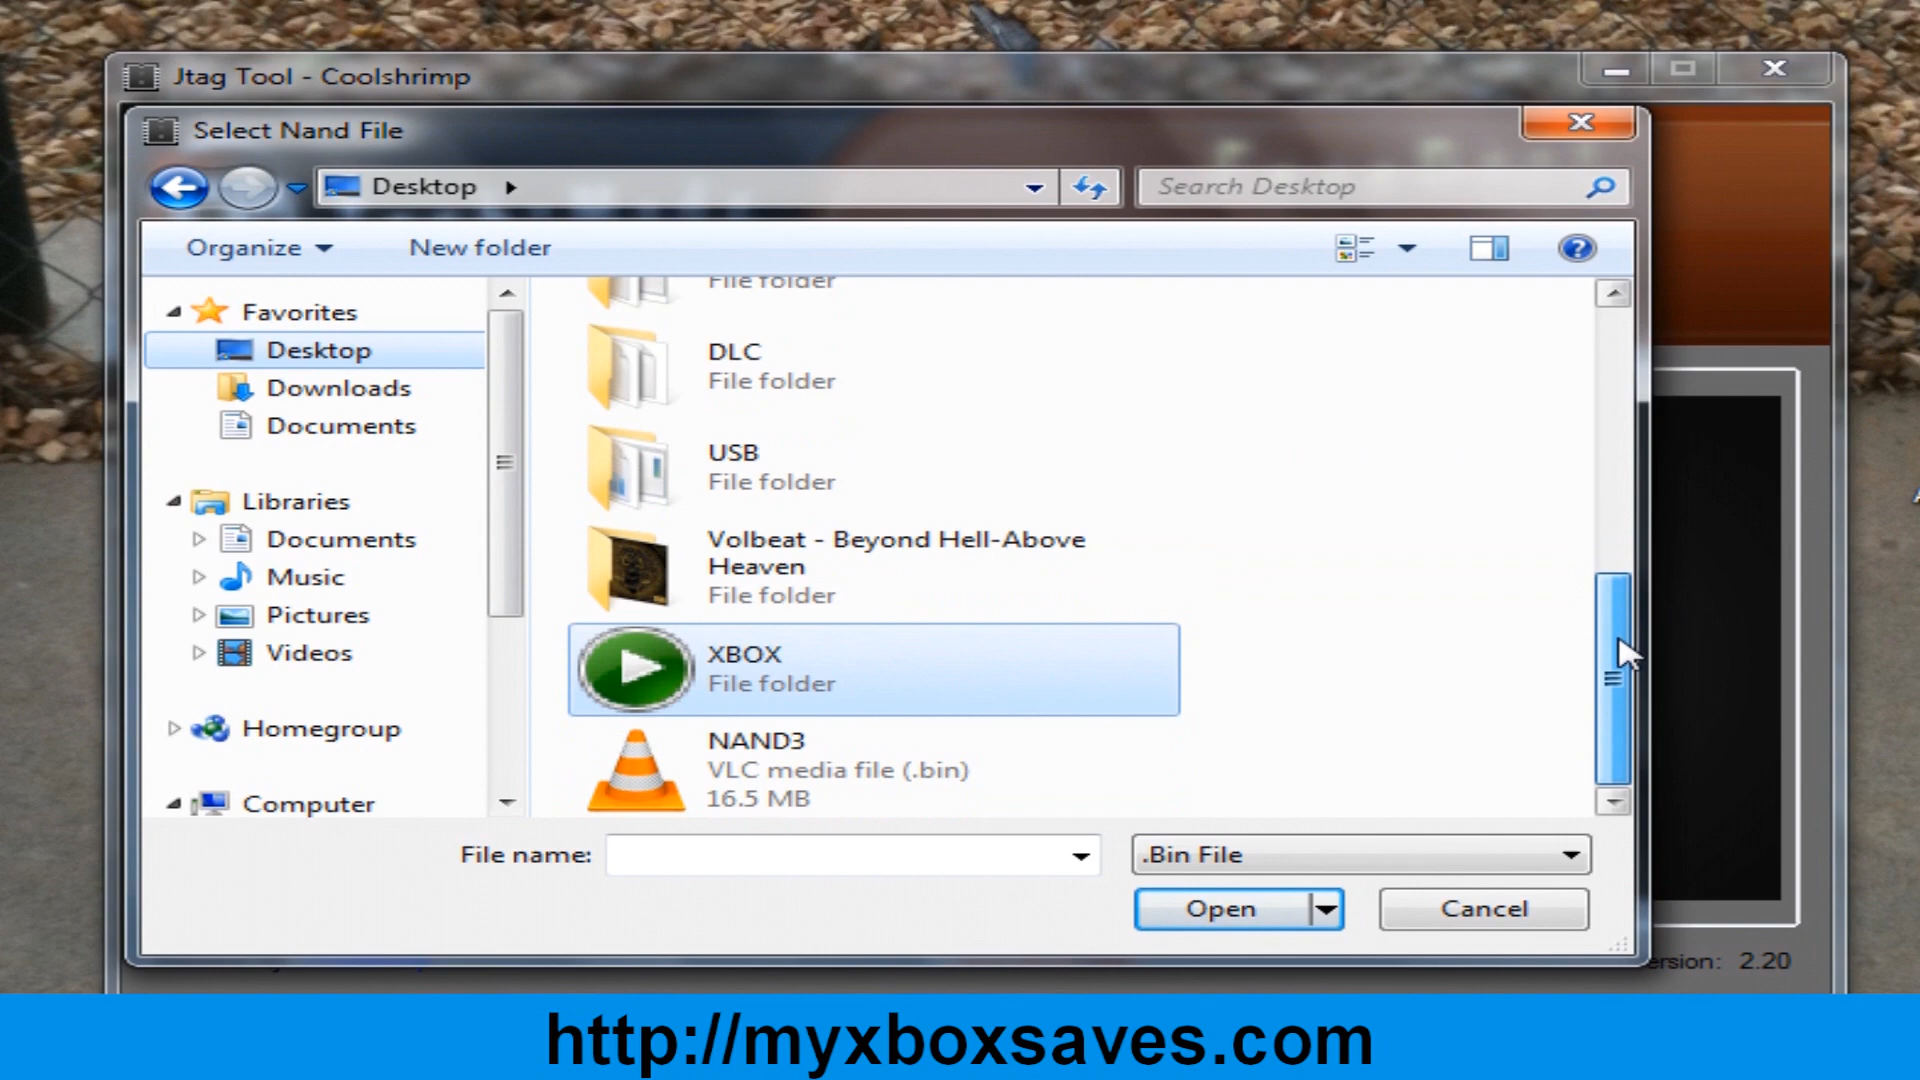 Jtag Tool - Coolshrimp
Select Nand File
Desktop
Search Desktop
Organize
New folder
Favorites
Desktop
Downloads
Documents
Libraries
Documents
Music
Pictures
Videos
Homegroup
Computer
File folder
DLC
File folder
USB
File folder
Volbeat - Beyond Hell-Above
Heaven
File folder
XBOX
File folder
NAND3
VLC media file (.bin)
16.5 MB
File name:
.Bin File
Open
Cancel
ersion: 2.20
http://myxboxsaves.com